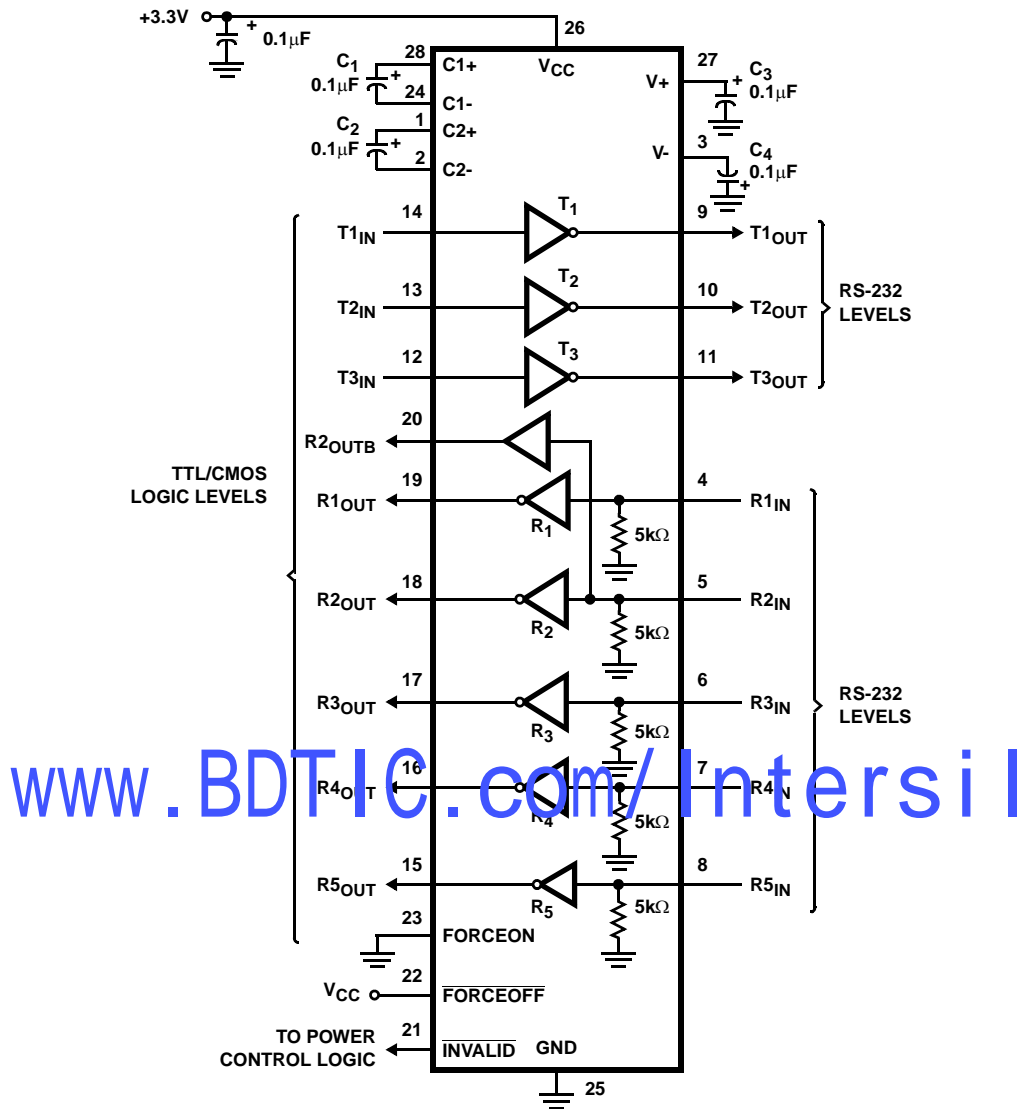 +3.3V
+
0.1µF
26
28
C1+
VCC
27
C1
0.1µF
+
24
C1-
V+
+
C3
0.1µF
1
C2+
C2
0.1µF
+
2
C2-
3
V-
C4
0.1µF
+
T1
14
9
T1IN
T1OUT
T2
13
10
T2IN
T2OUT
RS-232
LEVELS
T3
12
11
T3IN
T3OUT
20
R2OUTB
TTL/CMOS
LOGIC LEVELS
19
4
R1OUT
R1IN
R1
5kΩ
18
5
R2OUT
R2IN
R2
5kΩ
17
6
R3OUT
R3IN
RS-232
LEVELS
R3
5kΩ
www.BDTIC.com/Intersil
16
7
R4OUT
R4IN
R4
5kΩ
15
8
R5OUT
R5IN
R5
5kΩ
23
FORCEON
22
VCC
FORCEOFF
21
TO POWER
CONTROL LOGIC
INVALID
GND
25